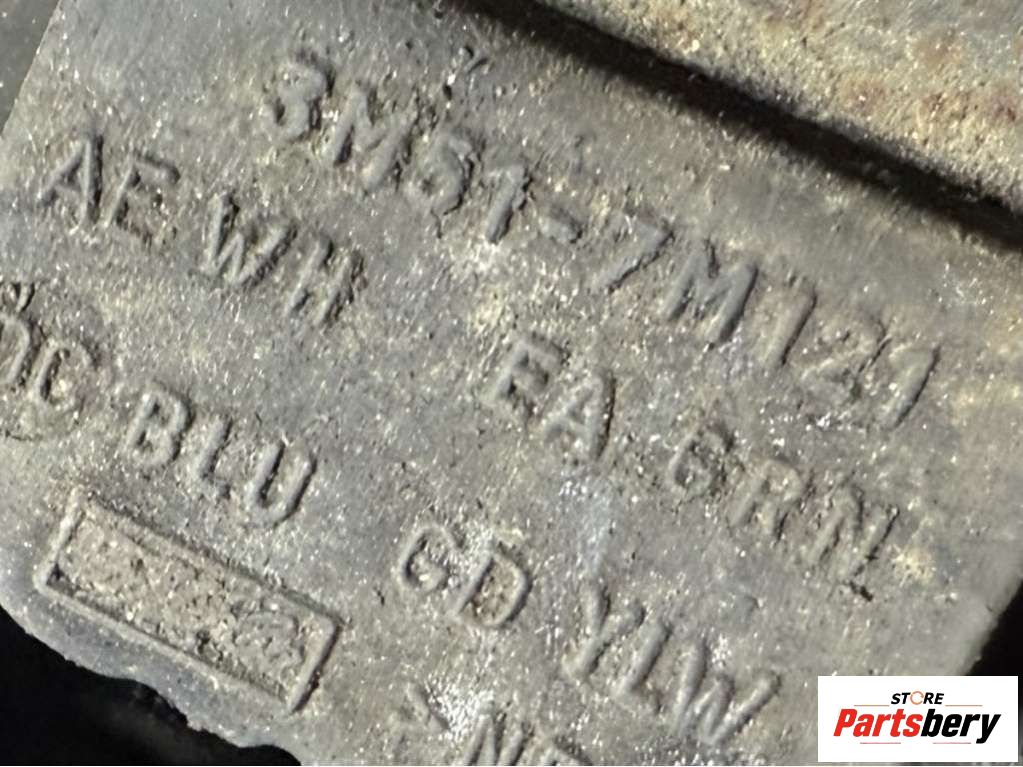 3M51-7M121
AE WH EA GRN
DC BLU GD YLW
STORE
Partsbery